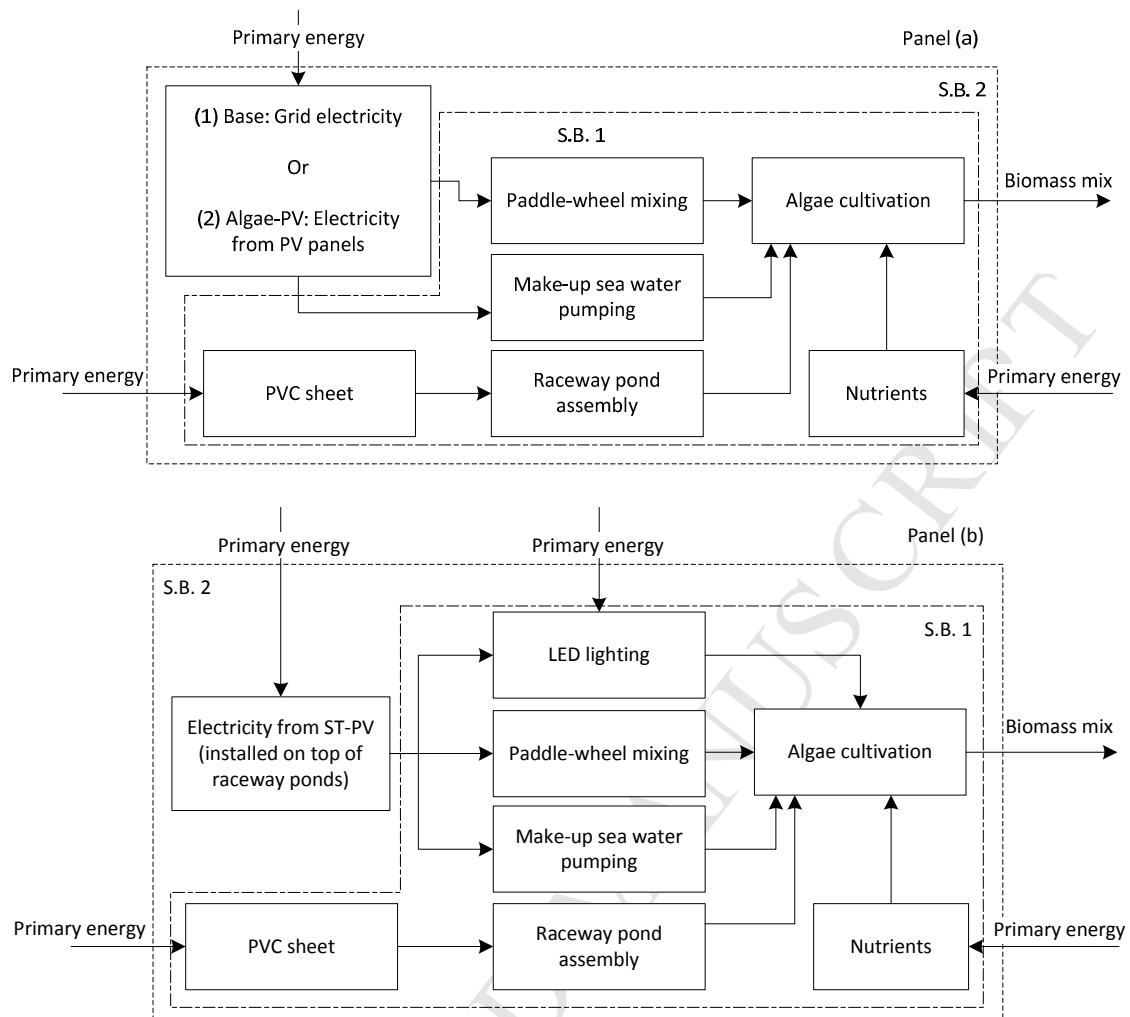 Primary energy
Panel (a)
S.B. 2
(1) Base: Grid electricity
Or
(2) Algae-PV: Electricity
from PV panels
S.B. 1
Paddle-wheel mixing
Algae cultivation
Biomass mix
Make-up sea water
pumping
Primary energy
PVC sheet
Raceway pond
assembly
Nutrients
Primary energy
Primary energy
Primary energy
Panel (b)
S.B. 2
S.B. 1
LED lighting
Electricity from ST-PV
(installed on top of
raceway ponds)
Paddle-wheel mixing
Algae cultivation
Biomass mix
Make-up sea water
pumping
Primary energy
PVC sheet
Raceway pond
assembly
Nutrients
Primary energy
MANUSCRIPT